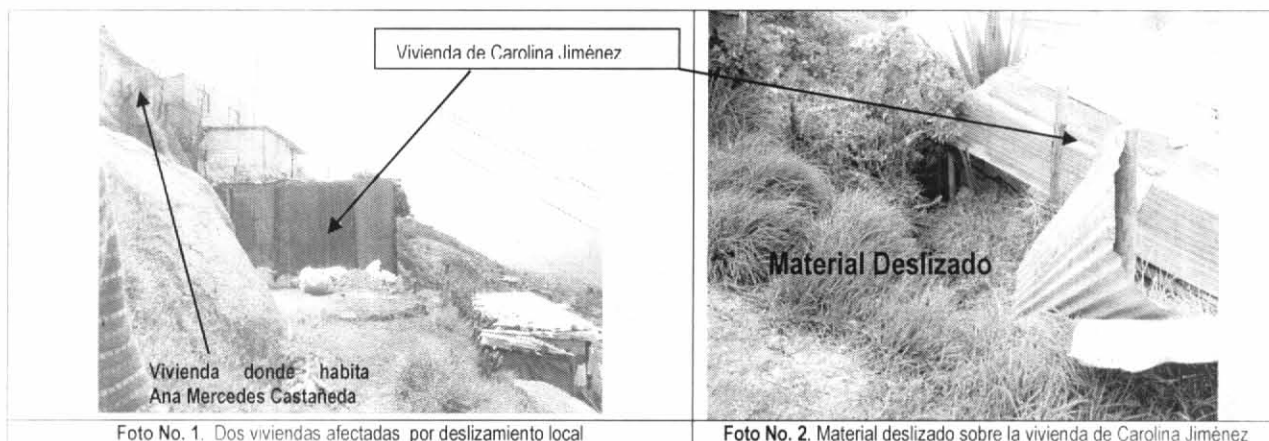 Vivienda de Carolina Jiménez
Vivienda donde habita
Ana Mercedes Castañeda
Material Deslizado
Foto No. 1. Dos viviendas afectadas por deslizamiento local
Foto No. 2. Material deslizado sobre la vivienda de Carolina Jiménez